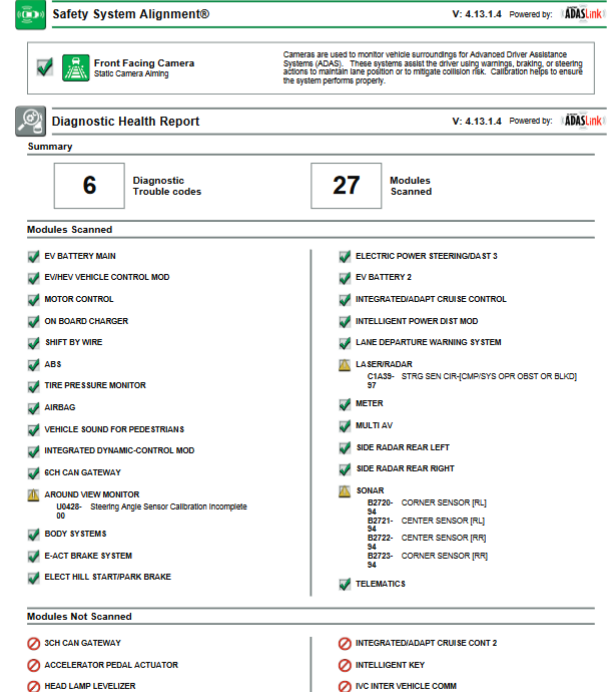 Safety System Alignment®
V: 4.13.1.4 Powered by: ADASLink
Front Facing Camera
Static Camera Aiming
Cameras are used to monitor vehicle surroundings for Advanced Driver Assistance
Systems (ADAS). These systems assist the driver using warnings, braking, or steering
actions to maintain lane position or to mitigate collision risk. Calibration helps to ensure
the system performs properly.
Diagnostic Health Report
V: 4.13.1.4 Powered by: ADASLink
Summary
6
Diagnostic
Trouble codes
27
Modules
Scanned
Modules Scanned
EV BATTERY MAIN
EV/HEV VEHICLE CONTROL MOD
MOTOR CONTROL
ON BOARD CHARGER
SHIFT BY WIRE
ABS
TIRE PRESSURE MONITOR
AIRBAG
VEHICLE SOUND FOR PEDESTRIANS
INTEGRATED DYNAMIC-CONTROL MOD
6CH CAN GATEWAY
AROUND VIEW MONITOR
U0428- Steering Angle Sensor Calibration Incomplete
00
BODY SYSTEMS
E-ACT BRAKE SYSTEM
ELECT HILL START/PARK BRAKE
ELECTRIC POWER STEERING/DAST 3
EV BATTERY 2
INTEGRATED/ADAPT CRUISE CONTROL
INTELLIGENT POWER DIST MOD
LANE DEPARTURE WARNING SYSTEM
LASER/RADAR
C1A39- STRG SEN CIR-[CMP/SYS OPR OBST OR BLKD]
97
METER
MULTI AV
SIDE RADAR REAR LEFT
SIDE RADAR REAR RIGHT
SONAR
B2720- CORNER SENSOR [RL]
94
B2721- CENTER SENSOR [RL]
94
B2722- CENTER SENSOR [RR]
94
B2723- CORNER SENSOR [RR]
94
TELEMATICS
Modules Not Scanned
3CH CAN GATEWAY
ACCELERATOR PEDAL ACTUATOR
HEAD LAMP LEVELIZER
INTEGRATED/ADAPT CRUISE CONT 2
INTELLIGENT KEY
IVC INTER VEHICLE COMM